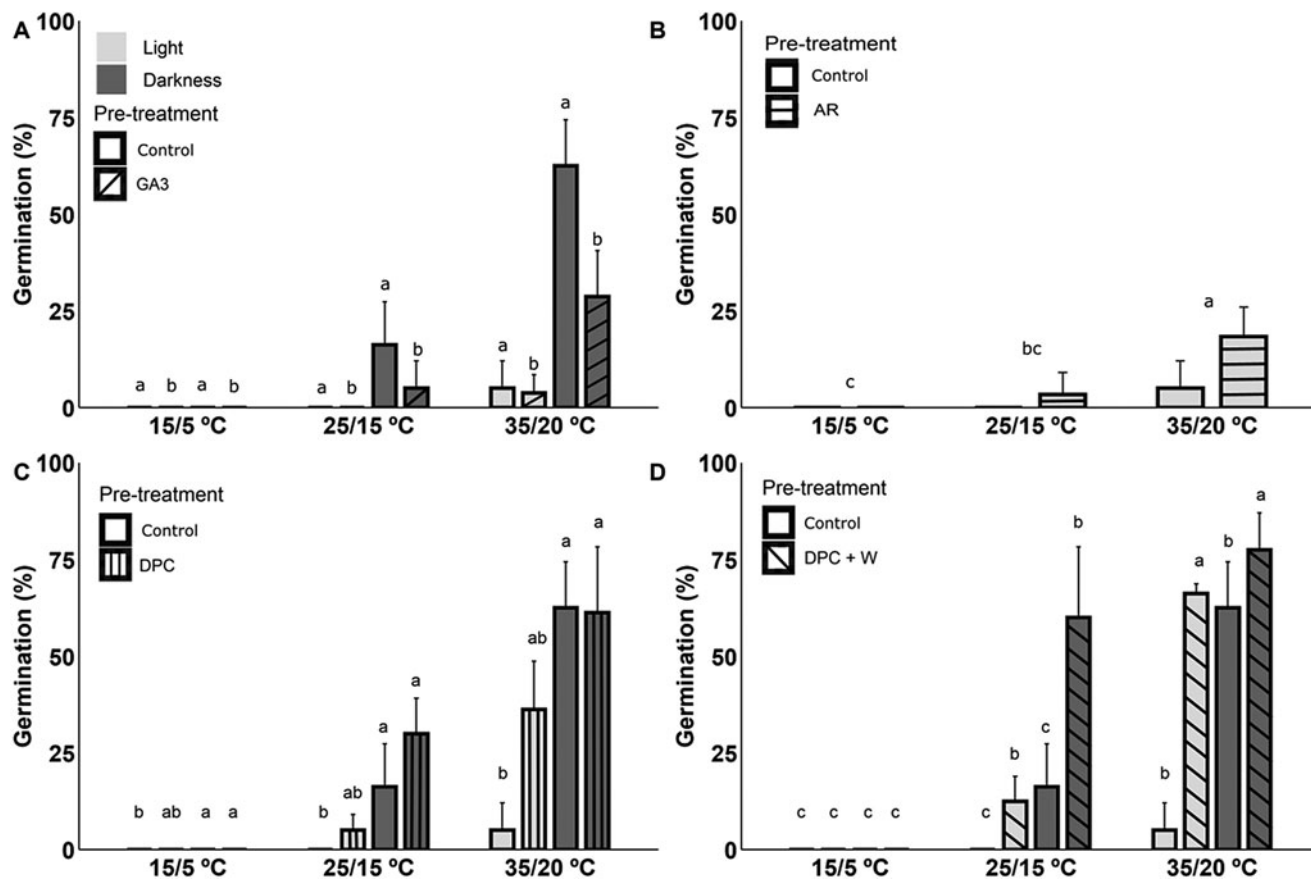 A
100
75
50
25
0
Germination (%)
Light
Darkness
Pre-treatment
Control
GA3
a b a b
a b a b
a b a b
15/5 ºC 25/15 ºC 35/20 ºC
B
100
75
50
25
0
Germination (%)
Pre-treatment
Control
AR
c bc a
15/5 ºC 25/15 ºC 35/20 ºC
C
100
75
50
25
0
Germination (%)
Pre-treatment
Control
DPC
b ab a a
b ab a a
b ab a a
15/5 ºC 25/15 ºC 35/20 ºC
D
100
75
50
25
0
Germination (%)
Pre-treatment
Control
DPC + W
c c c c
c b c b
b a b a
15/5 ºC 25/15 ºC 35/20 ºC